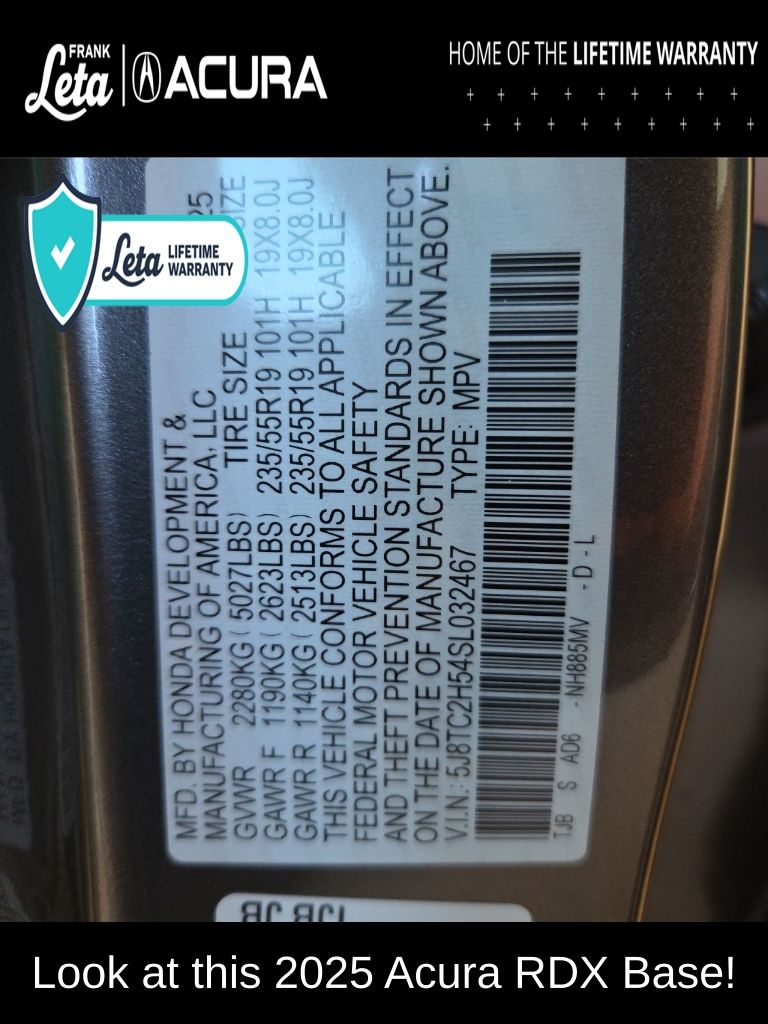 FRANK
Leta
ACURA
HOME OF THE LIFETIME WARRANTY
Leta LIFETIME
WARRANTY
MFD. BY HONDA DEVELOPMENT &
MANUFACTURING OF AMERICA, LLC 25
GVWR 2280KG ( 5027LBS) TIRE SIZE SIZE
GAWR F 1190KG ( 2623LBS) 235/55R19 101H 19X8.0J
GAWR R 1140KG ( 2513LBS) 235/55R19 101H 19X8.0J
THIS VEHICLE CONFORMS TO ALL APPLICABLE
FEDERAL MOTOR VEHICLE SAFETY
AND THEFT PREVENTION STANDARDS IN EFFECT
ON THE DATE OF MANUFACTURE SHOWN ABOVE.
V.I.N.: 5J8TC2H54SL032467 TYPE: MPV
TJB S AD6 - NH885MV - D - L
Look at this 2025 Acura RDX Base!